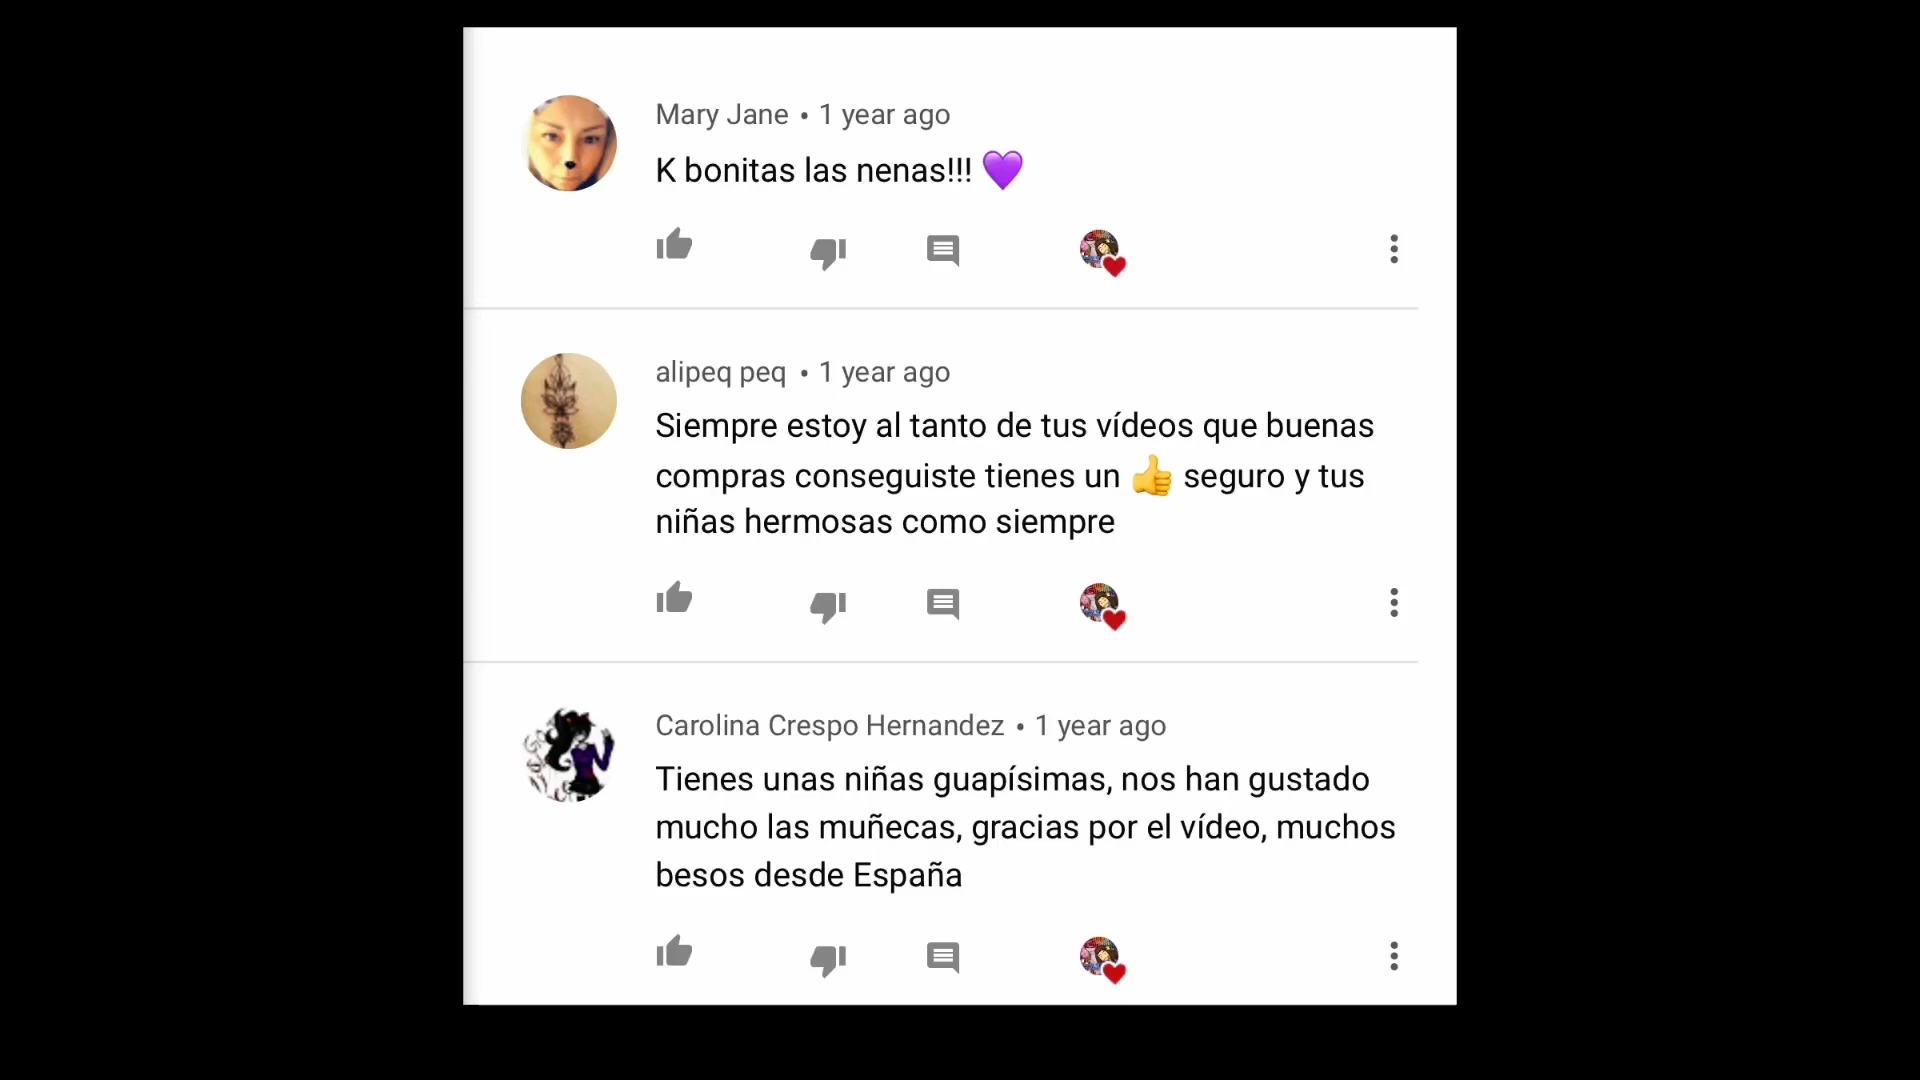 Mary Jane • 1 year ago
K bonitas las nenas!!! 💜
alipeq peq • 1 year ago
Siempre estoy al tanto de tus vídeos que buenas
compras conseguiste tienes un 👍 seguro y tus
niñas hermosas como siempre
Carolina Crespo Hernandez • 1 year ago
Tienes unas niñas guapísimas, nos han gustado
mucho las muñecas, gracias por el vídeo, muchos
besos desde España